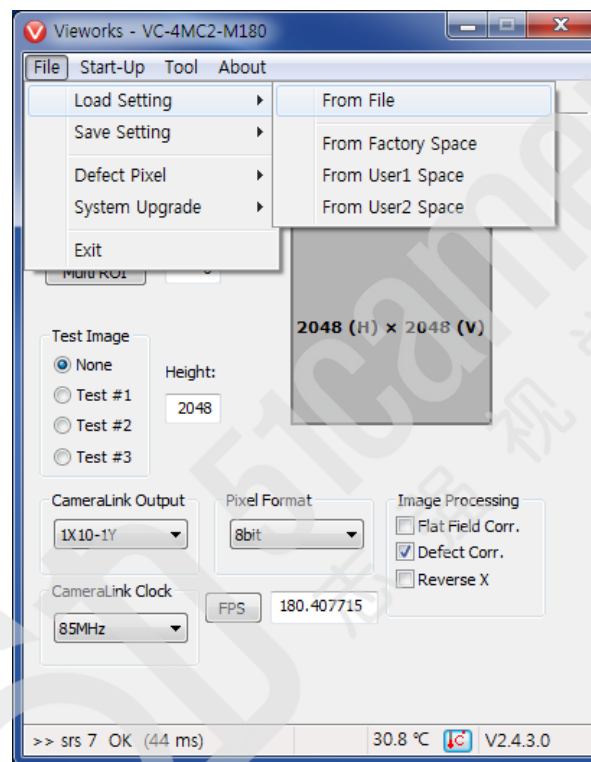 Vieworks - VC-4MC2-M180
File Start-Up Tool About
Load Setting
Save Setting
Defect Pixel
System Upgrade
Exit
From File
From Factory Space
From User1 Space
From User2 Space
Multi ROI
2048 (H) × 2048 (V)
Test Image
None
Test #1
Test #2
Test #3
Height:
2048
CameraLink Output
1X10-1Y
Pixel Format
8bit
Image Processing
Flat Field Corr.
Defect Corr.
Reverse X
CameraLink Clock
85MHz
FPS 180.407715
>> srs 7 OK (44 ms) 30.8 ℃ V2.4.3.0